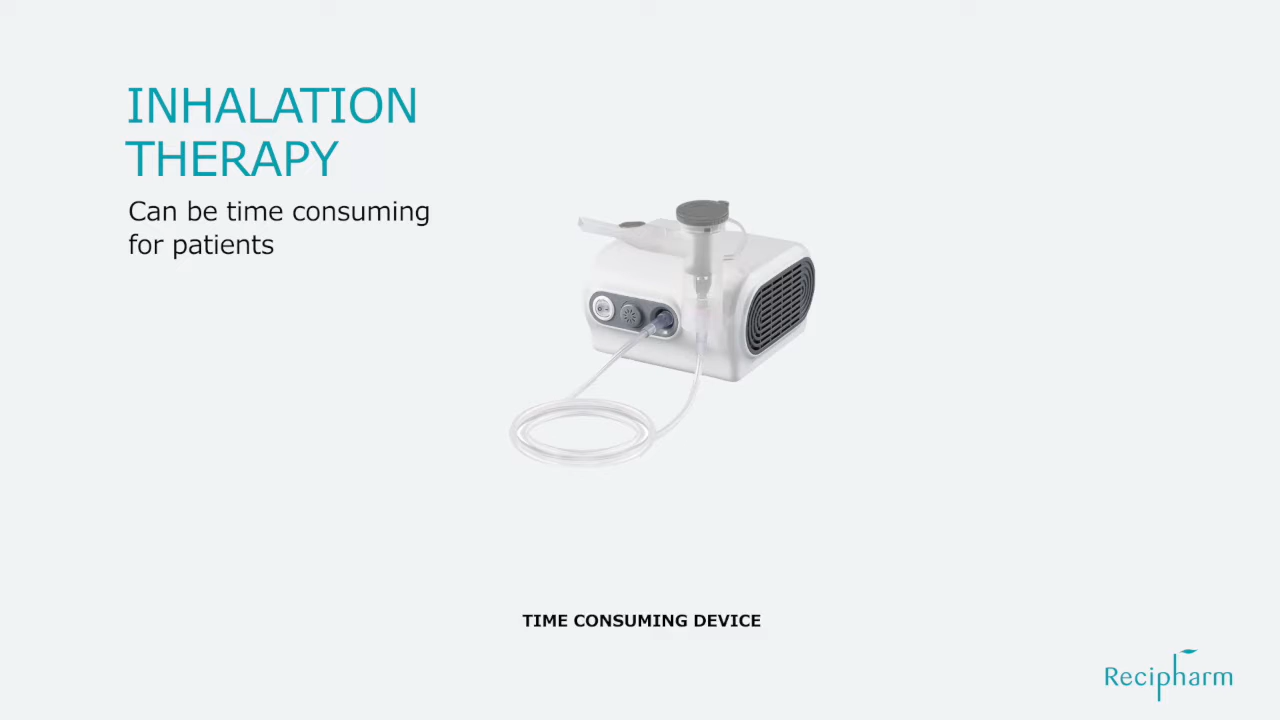 INHALATION
THERAPY
Can be time consuming
for patients
TIME CONSUMING DEVICE
Recipharm